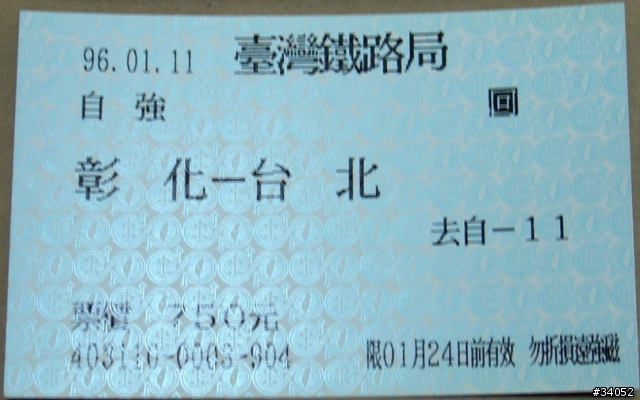 96.01.11 臺灣鐵路局
自 強 回
彰 化－台 北
去自－11
票價 750元
403110-0003-904 限01月24日前有效 勿折損遠強磁
#34052